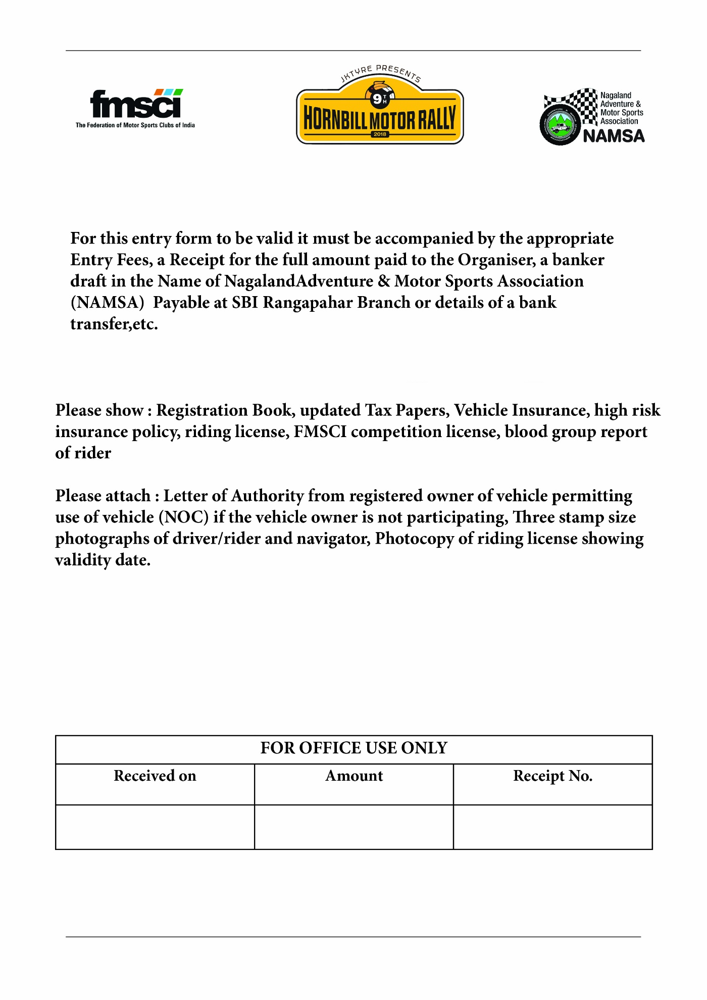 JKTYRE PRESENTS
fmsci
The Federation of Motor Sports Clubs of India
9TH
HORNBILL MOTOR RALLY
2018
Nagaland
Adventure &
Motor Sports
Association
NAMSA
NAGALAND ADVENTURE & MOTOR SPORTS ASSOCIATION
For this entry form to be valid it must be accompanied by the appropriate
Entry Fees, a Receipt for the full amount paid to the Organiser, a banker
draft in the Name of NagalandAdventure & Motor Sports Association
(NAMSA)  Payable at SBI Rangapahar Branch or details of a bank
transfer,etc.
Please show : Registration Book, updated Tax Papers, Vehicle Insurance, high risk
insurance policy, riding license, FMSCI competition license, blood group report
of rider
Please attach : Letter of Authority from registered owner of vehicle permitting
use of vehicle (NOC) if the vehicle owner is not participating, Three stamp size
photographs of driver/rider and navigator, Photocopy of riding license showing
validity date.
FOR OFFICE USE ONLY
Received on
Amount
Receipt No.